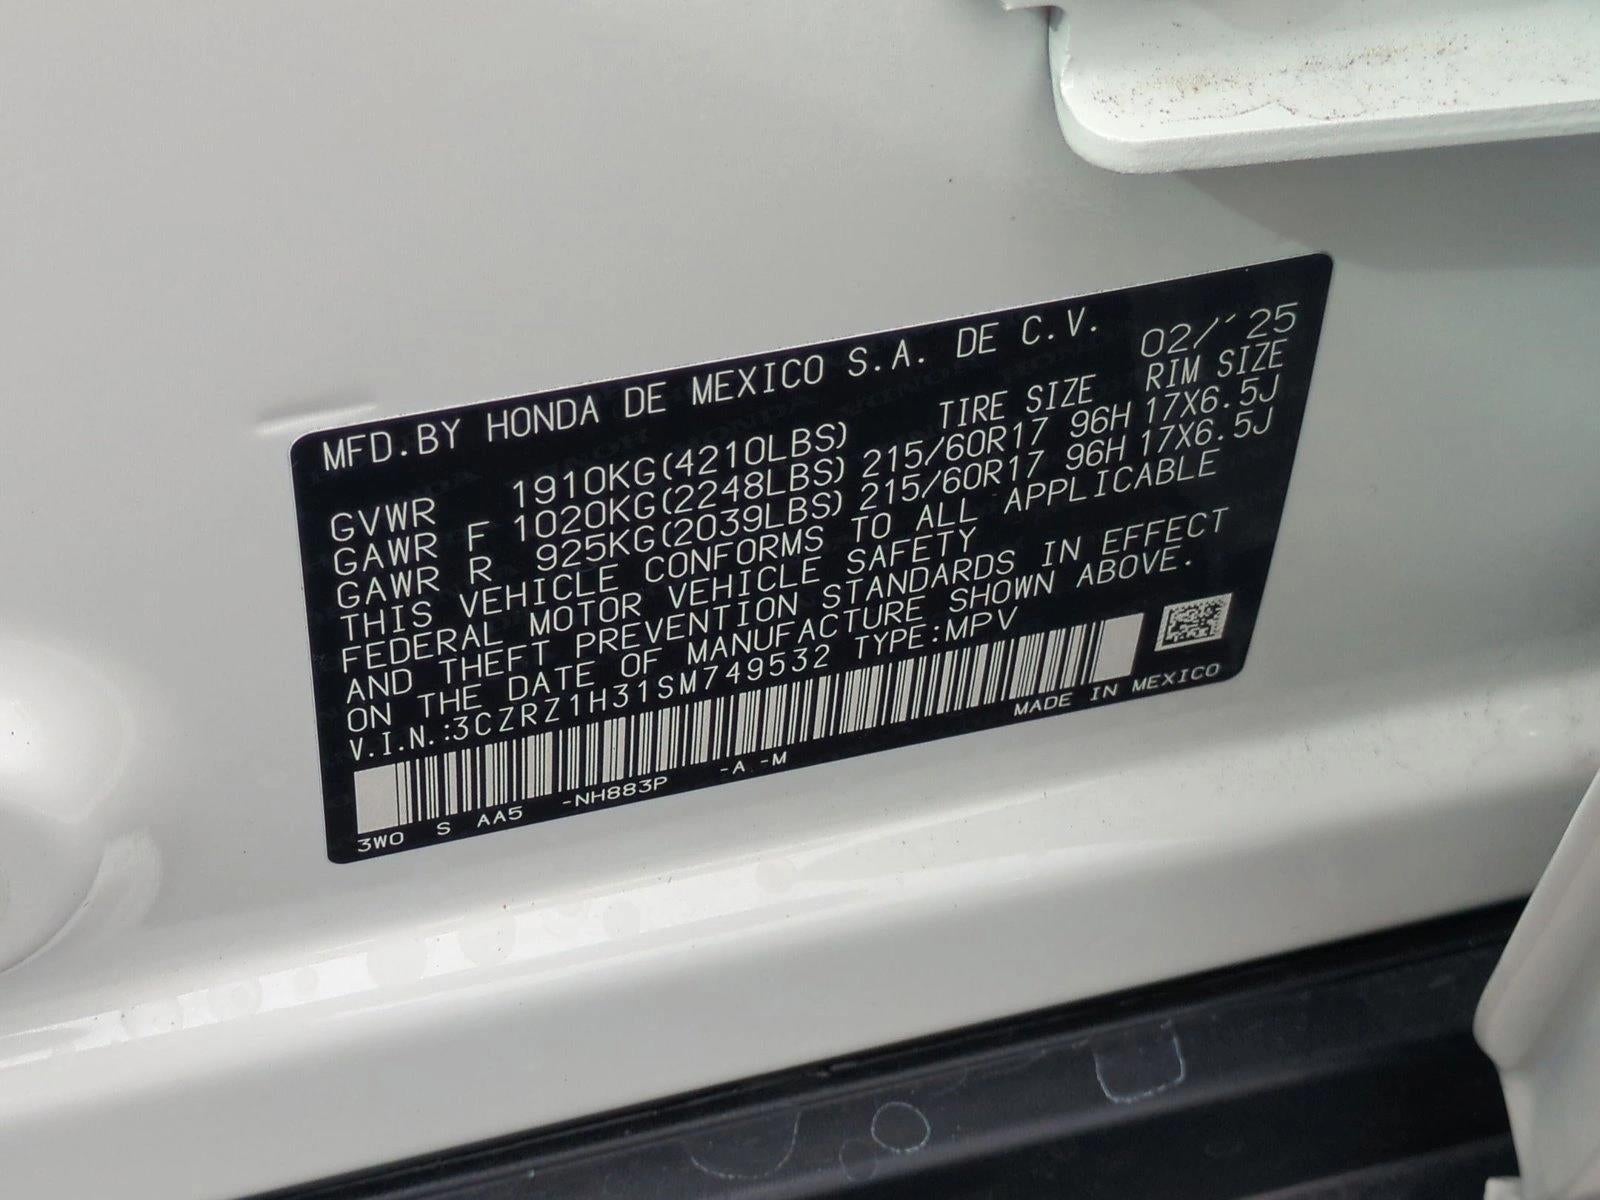 MFD.BY HONDA DE MEXICO S.A. DE C.V. 02/'25
TIRE SIZE RIM SIZE
GVWR 1910KG(4210LBS)
GAWR F 1020KG(2248LBS) 215/60R17 96H 17X6.5J
GAWR R 925KG(2039LBS) 215/60R17 96H 17X6.5J
THIS VEHICLE CONFORMS TO ALL APPLICABLE
FEDERAL MOTOR VEHICLE SAFETY
AND THEFT PREVENTION STANDARDS IN EFFECT
ON THE DATE OF MANUFACTURE SHOWN ABOVE.
V.I.N.:3CZRZ1H31SM749532 TYPE:MPV
MADE IN MEXICO
3W0 S AA5 -NH883P -A -M